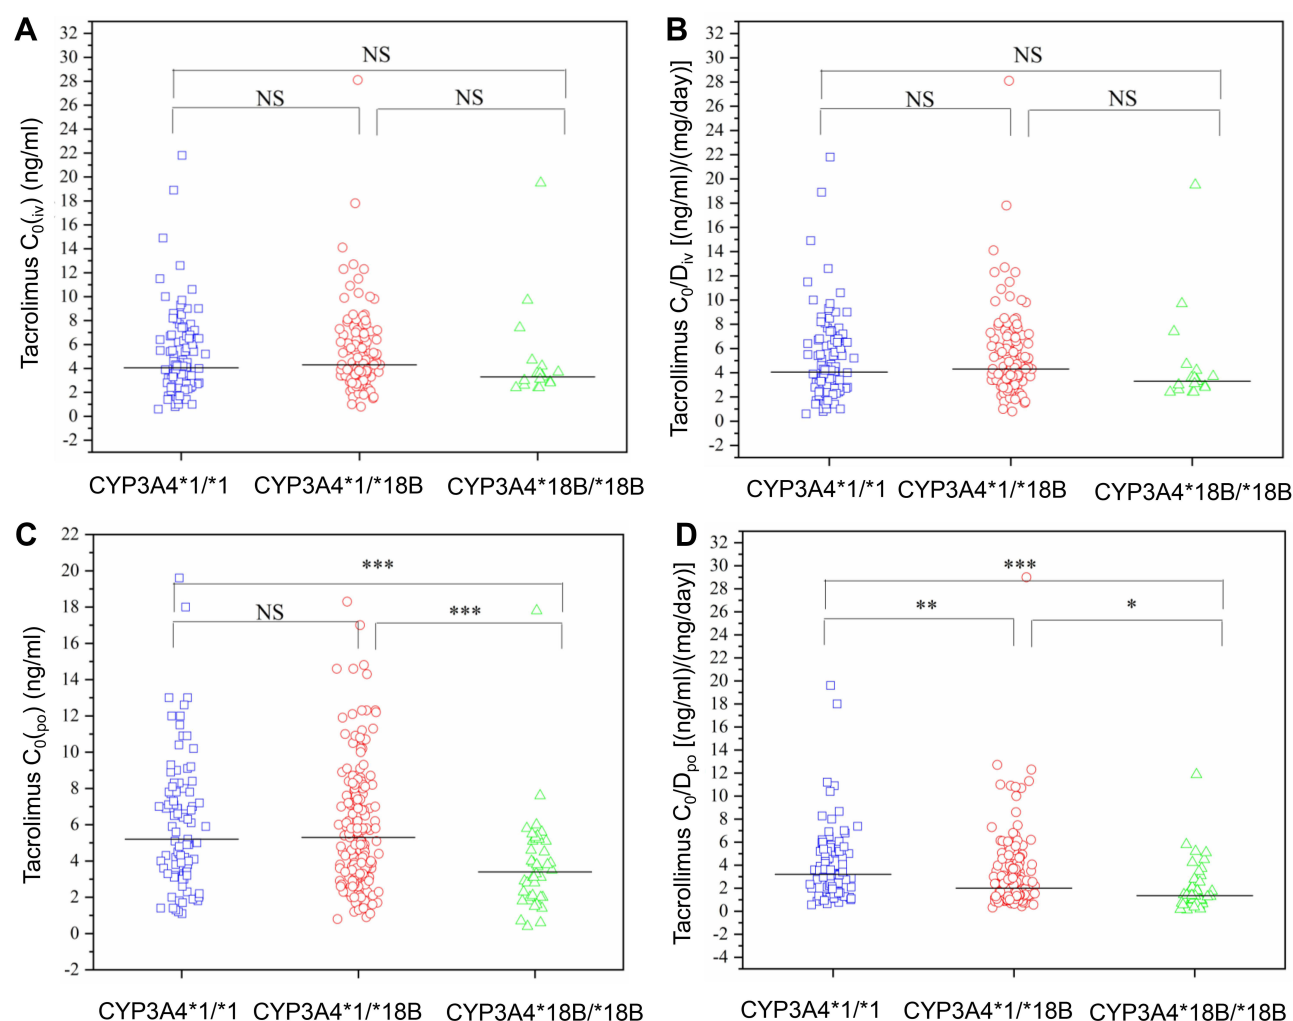 A
Tacrolimus C0(iv) (ng/ml)
32
30
28
26
24
22
20
18
16
14
12
10
8
6
4
2
0
-2
NS
NS
NS
CYP3A4*1/*1
CYP3A4*1/*18B
CYP3A4*18B/*18B
B
Tacrollimus C0/Div [(ng/ml)/(mg/day)]
32
30
28
26
24
22
20
18
16
14
12
10
8
6
4
2
0
-2
NS
NS
NS
CYP3A4*1/*1
CYP3A4*1/*18B
CYP3A4*18B/*18B
C
Tacrollimus C0(po) (ng/ml)
22
20
18
16
14
12
10
8
6
4
2
0
-2
***
NS
***
CYP3A4*1/*1
CYP3A4*1/*18B
CYP3A4*18B/*18B
D
Tacrollimus C0/Dpo [(ng/ml)/(mg/day)]
32
30
28
26
24
22
20
18
16
14
12
10
8
6
4
2
0
-2
-4
***
**
*
CYP3A4*1/*1
CYP3A4*1/*18B
CYP3A4*18B/*18B